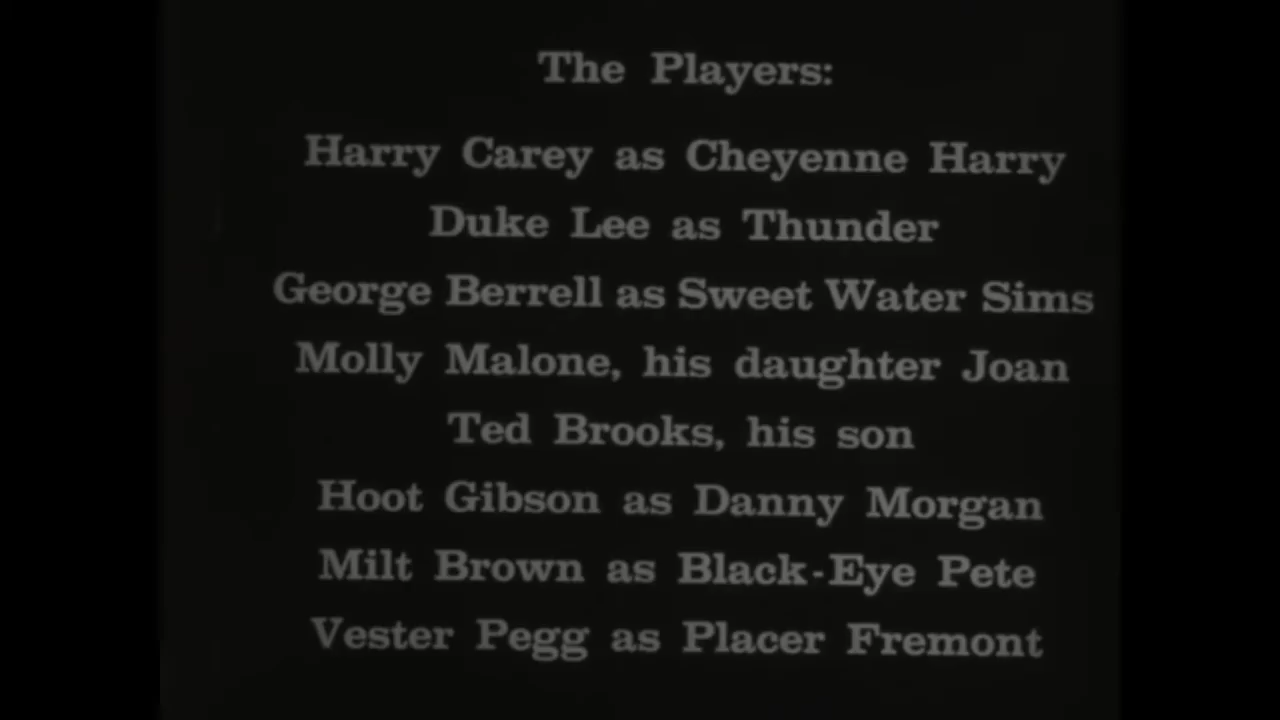 The Players:
Harry Carey as Cheyenne Harry
Duke Lee as Thunder
George Berrell as Sweet Water Sims
Molly Malone, his daughter Joan
Ted Brooks, his son
Hoot Gibson as Danny Morgan
Milt Brown as Black-Eye Pete
Vester Pegg as Placer Fremont